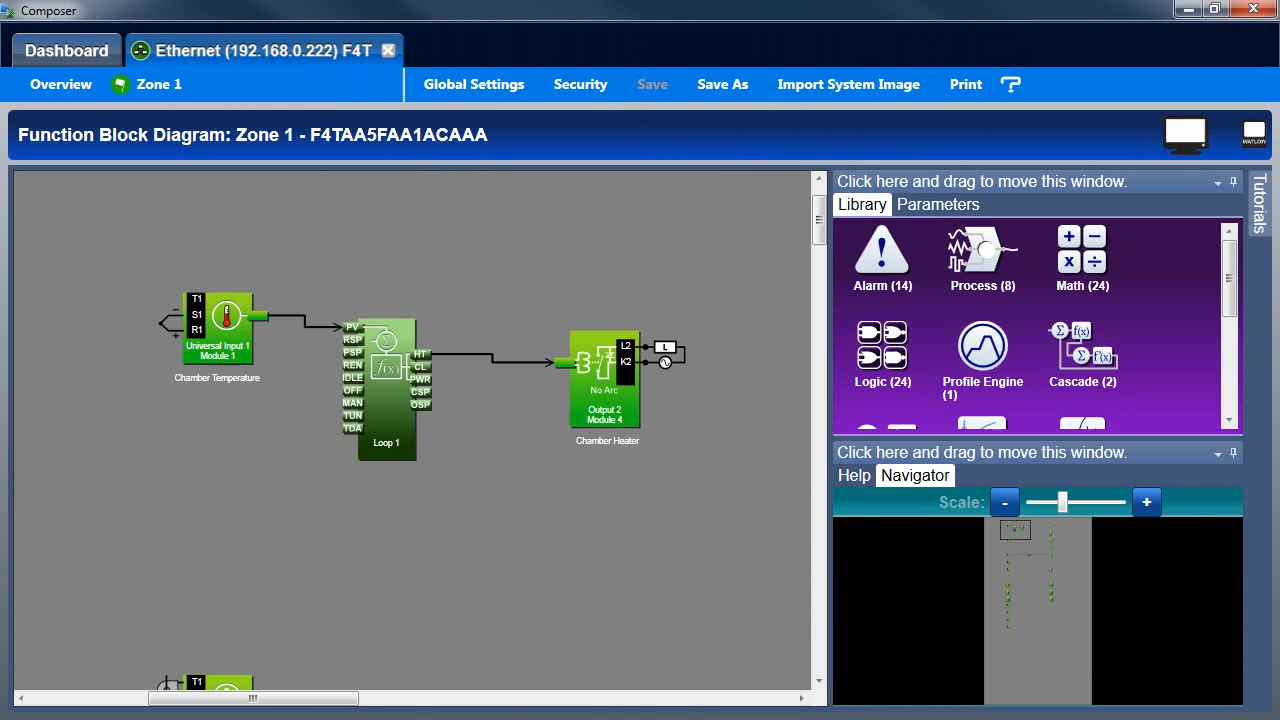 Composer
Dashboard
Ethernet (192.168.0.222) F4T
Overview
Zone 1
Global Settings
Security
Save
Save As
Import System Image
Print
?
Function Block Diagram: Zone 1 - F4TAA5FAA1ACAAA
WATLOW
Tutorials
T1
S1
R1
Universal Input 1
Module 1
Chamber Temperature
PV
RSP
PSP
REN
IDLE
OFF
MAN
TUN
TDA
Σ
f(x)
HT
CL
PWR
CSP
OSP
Loop 1
L2
K2
L
No Arc
Output 2
Module 4
Chamber Heater
T1
Click here and drag to move this window.
Library
Parameters
Alarm (14)
Process (8)
Math (24)
Logic (24)
Profile Engine
(1)
Σ f(x)
Σ f(x)
Cascade (2)
Click here and drag to move this window.
Help
Navigator
Scale:
-
+